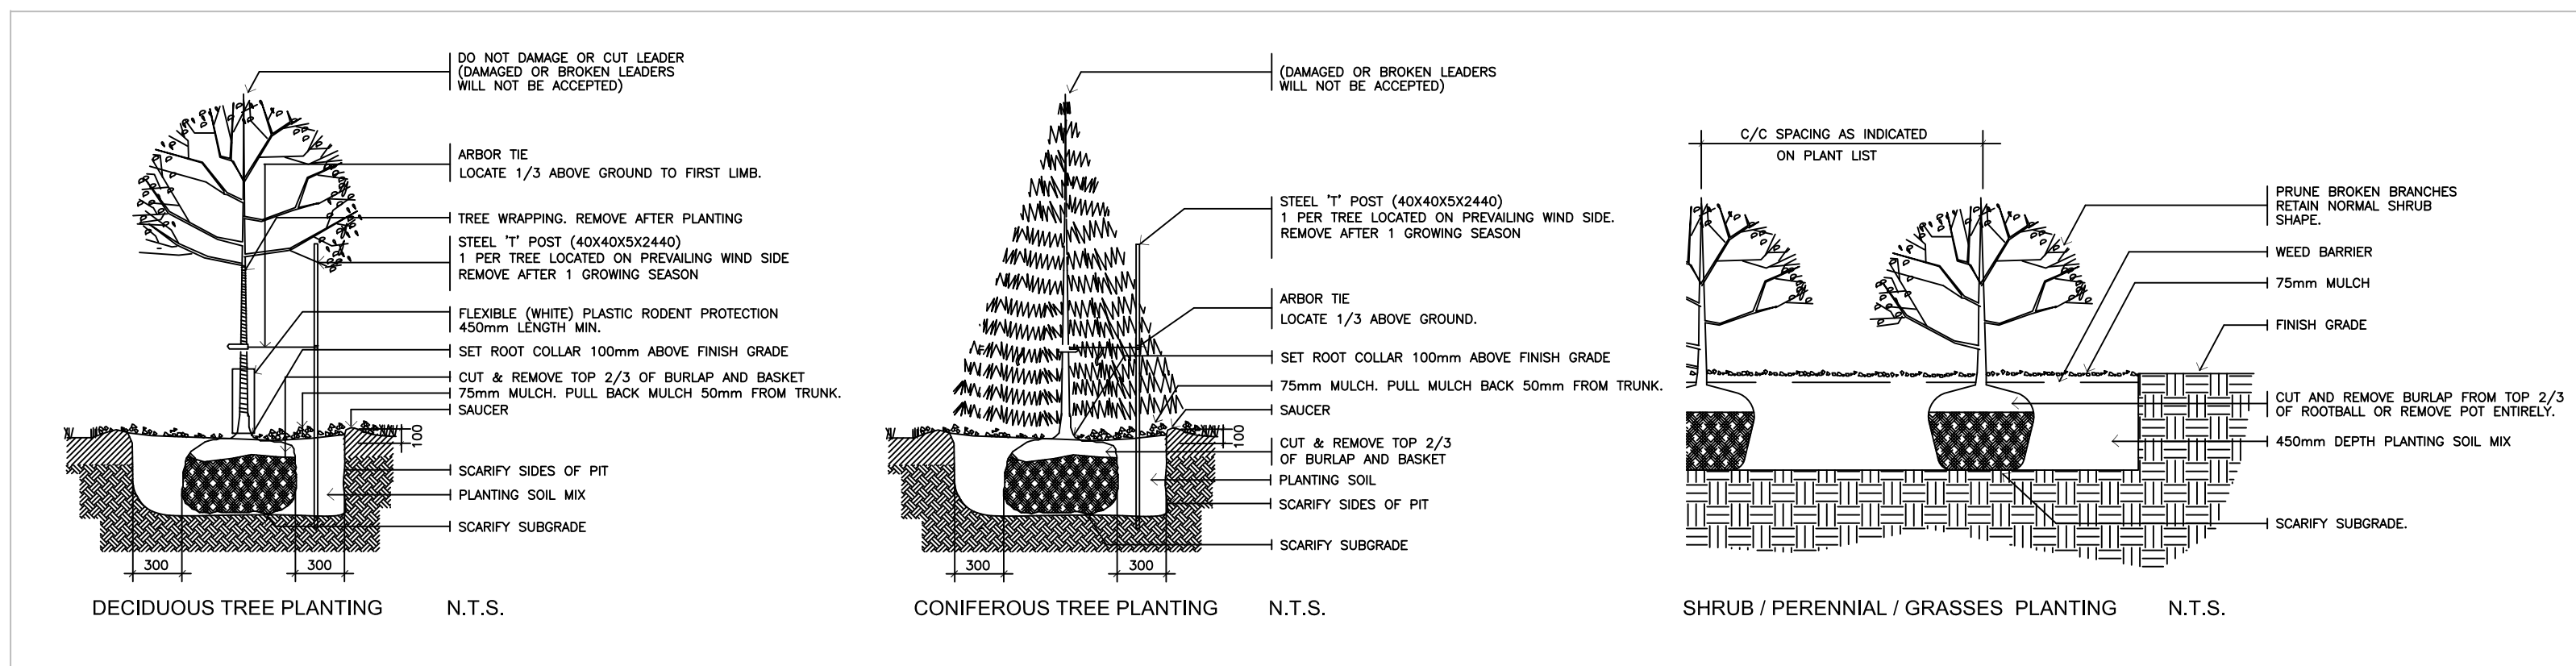 DO NOT DAMAGE OR CUT LEADER
(DAMAGED OR BROKEN LEADERS
WILL NOT BE ACCEPTED)
ARBOR TIE
LOCATE 1/3 ABOVE GROUND TO FIRST LIMB.
TREE WRAPPING. REMOVE AFTER PLANTING
STEEL 'T' POST (40X40X5X2440)
1 PER TREE LOCATED ON PREVAILING WIND SIDE
REMOVE AFTER 1 GROWING SEASON
FLEXIBLE (WHITE) PLASTIC RODENT PROTECTION
450mm LENGTH MIN.
SET ROOT COLLAR 100mm ABOVE FINISH GRADE
CUT & REMOVE TOP 2/3 OF BURLAP AND BASKET
75mm MULCH. PULL BACK MULCH 50mm FROM TRUNK.
SAUCER
100
SCARIFY SIDES OF PIT
PLANTING SOIL MIX
SCARIFY SUBGRADE
300
300
DECIDUOUS TREE PLANTING N.T.S.
(DAMAGED OR BROKEN LEADERS
WILL NOT BE ACCEPTED)
STEEL 'T' POST (40X40X5X2440)
1 PER TREE LOCATED ON PREVAILING WIND SIDE.
REMOVE AFTER 1 GROWING SEASON
ARBOR TIE
LOCATE 1/3 ABOVE GROUND.
SET ROOT COLLAR 100mm ABOVE FINISH GRADE
75mm MULCH. PULL MULCH BACK 50mm FROM TRUNK.
SAUCER
100
CUT & REMOVE TOP 2/3
OF BURLAP AND BASKET
PLANTING SOIL
SCARIFY SIDES OF PIT
SCARIFY SUBGRADE
300
300
CONIFEROUS TREE PLANTING N.T.S.
C/C SPACING AS INDICATED
ON PLANT LIST
PRUNE BROKEN BRANCHES
RETAIN NORMAL SHRUB
SHAPE.
WEED BARRIER
75mm MULCH
FINISH GRADE
CUT AND REMOVE BURLAP FROM TOP 2/3
OF ROOTBALL OR REMOVE POT ENTIRELY.
450mm DEPTH PLANTING SOIL MIX
SCARIFY SUBGRADE.
SHRUB / PERENNIAL / GRASSES PLANTING N.T.S.